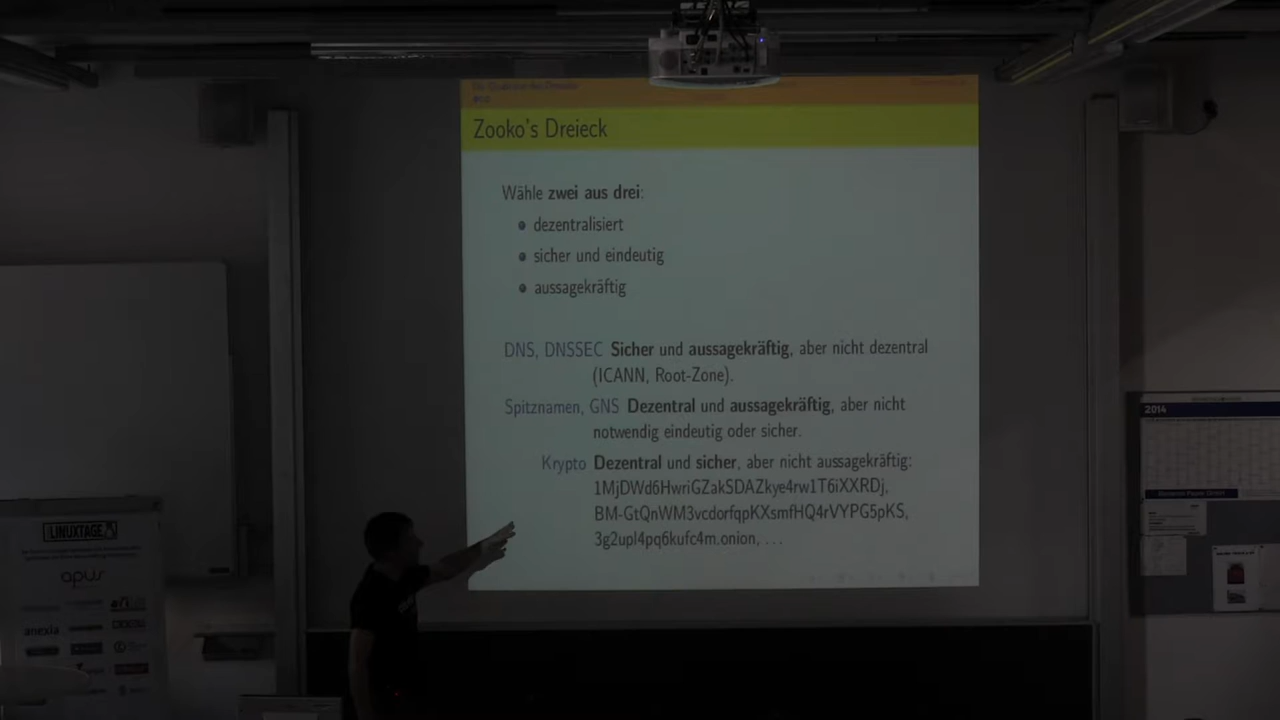 Zooko's Dreieck
Wähle zwei aus drei:
dezentralisiert
sicher und eindeutig
aussagekräftig
DNS, DNSSEC Sicher und aussagekräftig, aber nicht dezentral
(ICANN, Root-Zone).
Spitznamen, GNS Dezentral und aussagekräftig, aber nicht
notwendig eindeutig oder sicher.
Krypto Dezentral und sicher, aber nicht aussagekräftig:
1MjDWd6HwriGZakSDAZkye4rw1T6iXXRDj,
BM-GtQnWM3vcdorfqpKXsmfHQ4rVYPG5pKS,
3g2upl4pq6kufc4m.onion, ...
2014
LINUXTAGE
apus
anexia